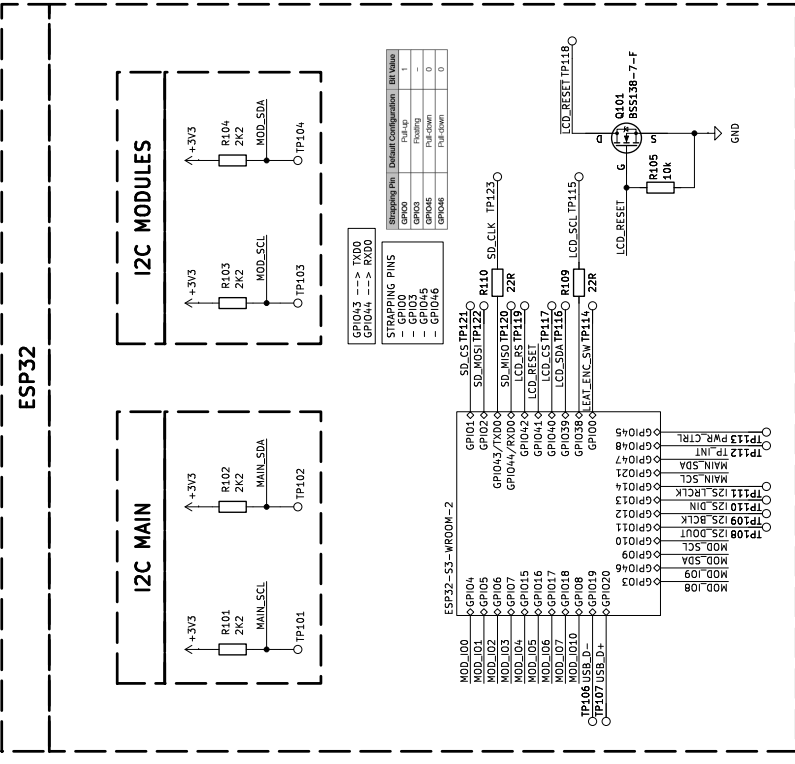 ESP32
I2C MAIN
+3V3
R101
2K2
MAIN_SCL
TP101
+3V3
R102
2K2
MAIN_SDA
TP102
I2C MODULES
+3V3
R103
2K2
MOD_SCL
TP103
+3V3
R104
2K2
MOD_SDA
TP104
GPIO43 --> TXD0
GPIO44 --> RXD0
STRAPPING PINS
- GPIO0
- GPIO3
- GPIO45
- GPIO46
Strapping Pin Default Configuration Bit Value
GPIO0 Pull-up 1
GPIO3 Floating -
GPIO45 Pull-down 0
GPIO46 Pull-down 0
ESP32-S3-WROOM-2
MOD_IO0 GPIO4
MOD_IO1 GPIO5
MOD_IO2 GPIO6
MOD_IO3 GPIO7
MOD_IO4 GPIO15
MOD_IO5 GPIO16
MOD_IO6 GPIO17
MOD_IO7 GPIO18
MOD_IO10 GPIO8
TP106 USB_D- GPIO19
TP107 USB_D+ GPIO20
GPIO1 SD_CS TP121
GPIO2 SD_MOSI TP122
GPIO43/TXD0 R110 22R SD_CLK TP123
GPIO44/RXD0 SD_MISO TP120
GPIO42 LCD_RS TP119
GPIO41 LCD_RESET
GPIO40 LCD_CS TP117
GPIO39 LCD_SDA TP116
GPIO38 R109 22R LCD_SCL TP115
GPIO0 LEAT_ENC_SW TP114
GPIO3 MOD_IO8
GPIO46 MOD_IO9
GPIO9 MOD_SDA
GPIO10 MOD_SCL
GPIO11 I2S_DOUT TP108
GPIO12 I2S_BCLK TP109
GPIO13 I2S_DIN TP110
GPIO14 I2S_LRCLK TP111
GPIO21 MAIN_SCL
GPIO47 MAIN_SDA
GPIO48 TP_INT TP112
GPIO45 PWR_CTRL TP113
LCD_RESET TP118
Q101
BSS138-7-F
D
G
S
LCD_RESET
R105
10k
GND